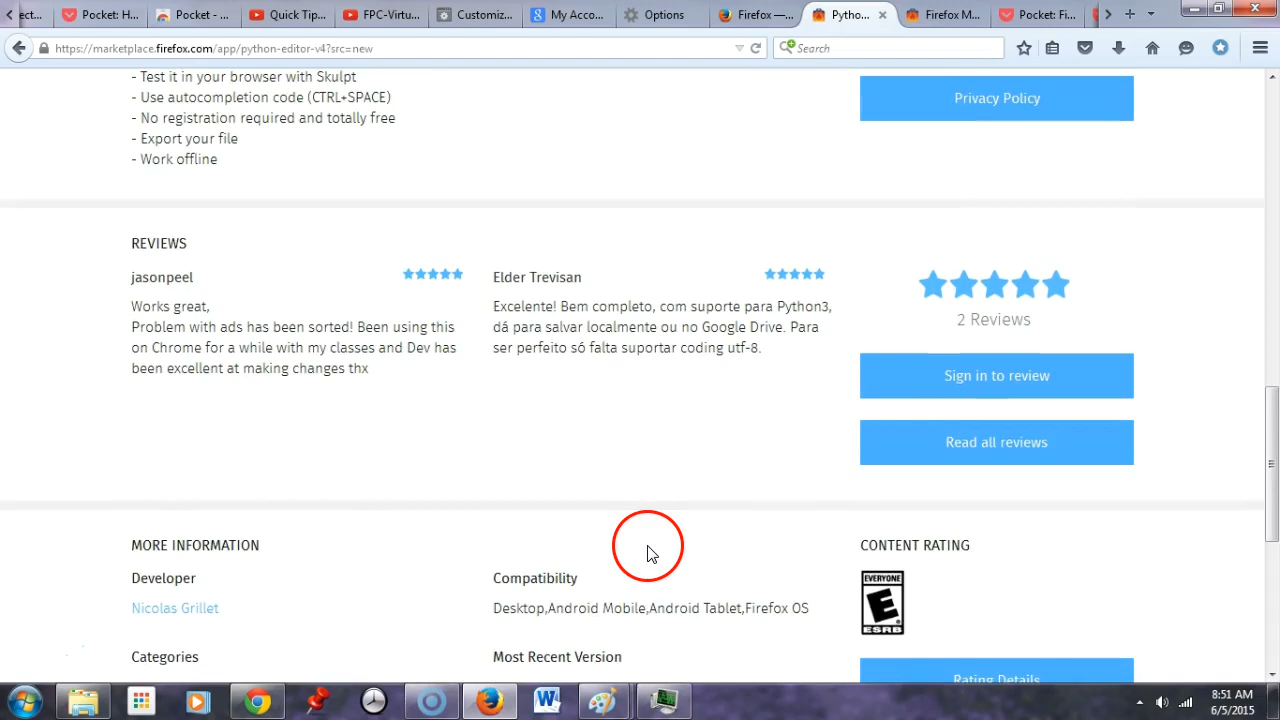 ect...
Pocket: H...
Pocket - ...
Quick Tip...
FPC-Virtu...
Customiz...
My Acco...
Options
Firefox —...
Pytho...
Firefox M...
Pocket: Fi...
https://marketplace.firefox.com/app/python-editor-v4?src=new
Search
- Test it in your browser with Skulpt
- Use autocompletion code (CTRL+SPACE)
- No registration required and totally free
- Export your file
- Work offline
Privacy Policy
REVIEWS
jasonpeel
Works great,
Problem with ads has been sorted! Been using this
on Chrome for a while with my classes and Dev has
been excellent at making changes thx
Elder Trevisan
Excelente! Bem completo, com suporte para Python3,
dá para salvar localmente ou no Google Drive. Para
ser perfeito só falta suportar coding utf-8.
2 Reviews
Sign in to review
Read all reviews
MORE INFORMATION
Developer
Nicolas Grillet
Categories
Compatibility
Desktop,Android Mobile,Android Tablet,Firefox OS
Most Recent Version
CONTENT RATING
EVERYONE
E
ESRB
Rating Details
8:51 AM
6/5/2015